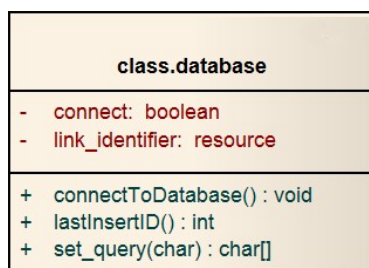 class.database
- connect: boolean
- link_identifier: resource
+ connectToDatabase() : void
+ lastInsertID() : int
+ set_query(char) : char[]